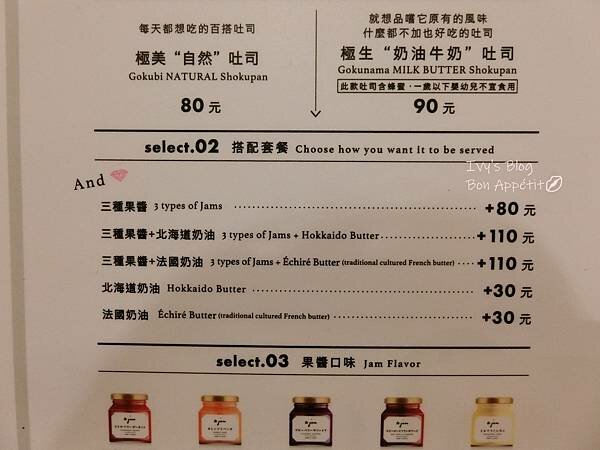 每天都想吃的百搭吐司
極美“自然”吐司
Gokubi NATURAL Shokupan
80元
就想品嚐它原有的風味
什麼都不加也好吃的吐司
極生“奶油牛奶”吐司
Gokunama MILK BUTTER Shokupan
此款吐司含蜂蜜，一歲以下嬰幼兒不宜食用
90元
select.02 搭配套餐 Choose how you want it to be served
Ivy's Blog
Bon Appétit
And
三種果醬 3 types of Jams +80元
三種果醬+北海道奶油 3 types of Jams + Hokkaido Butter +110元
三種果醬+法國奶油 3 types of Jams + Échiré Butter (traditional cultured French butter) +110元
北海道奶油 Hokkaido Butter +30元
法國奶油 Échiré Butter (traditional cultured French butter) +30元
select.03 果醬口味 Jam Flavor
jam
jam
jam
jam
jam